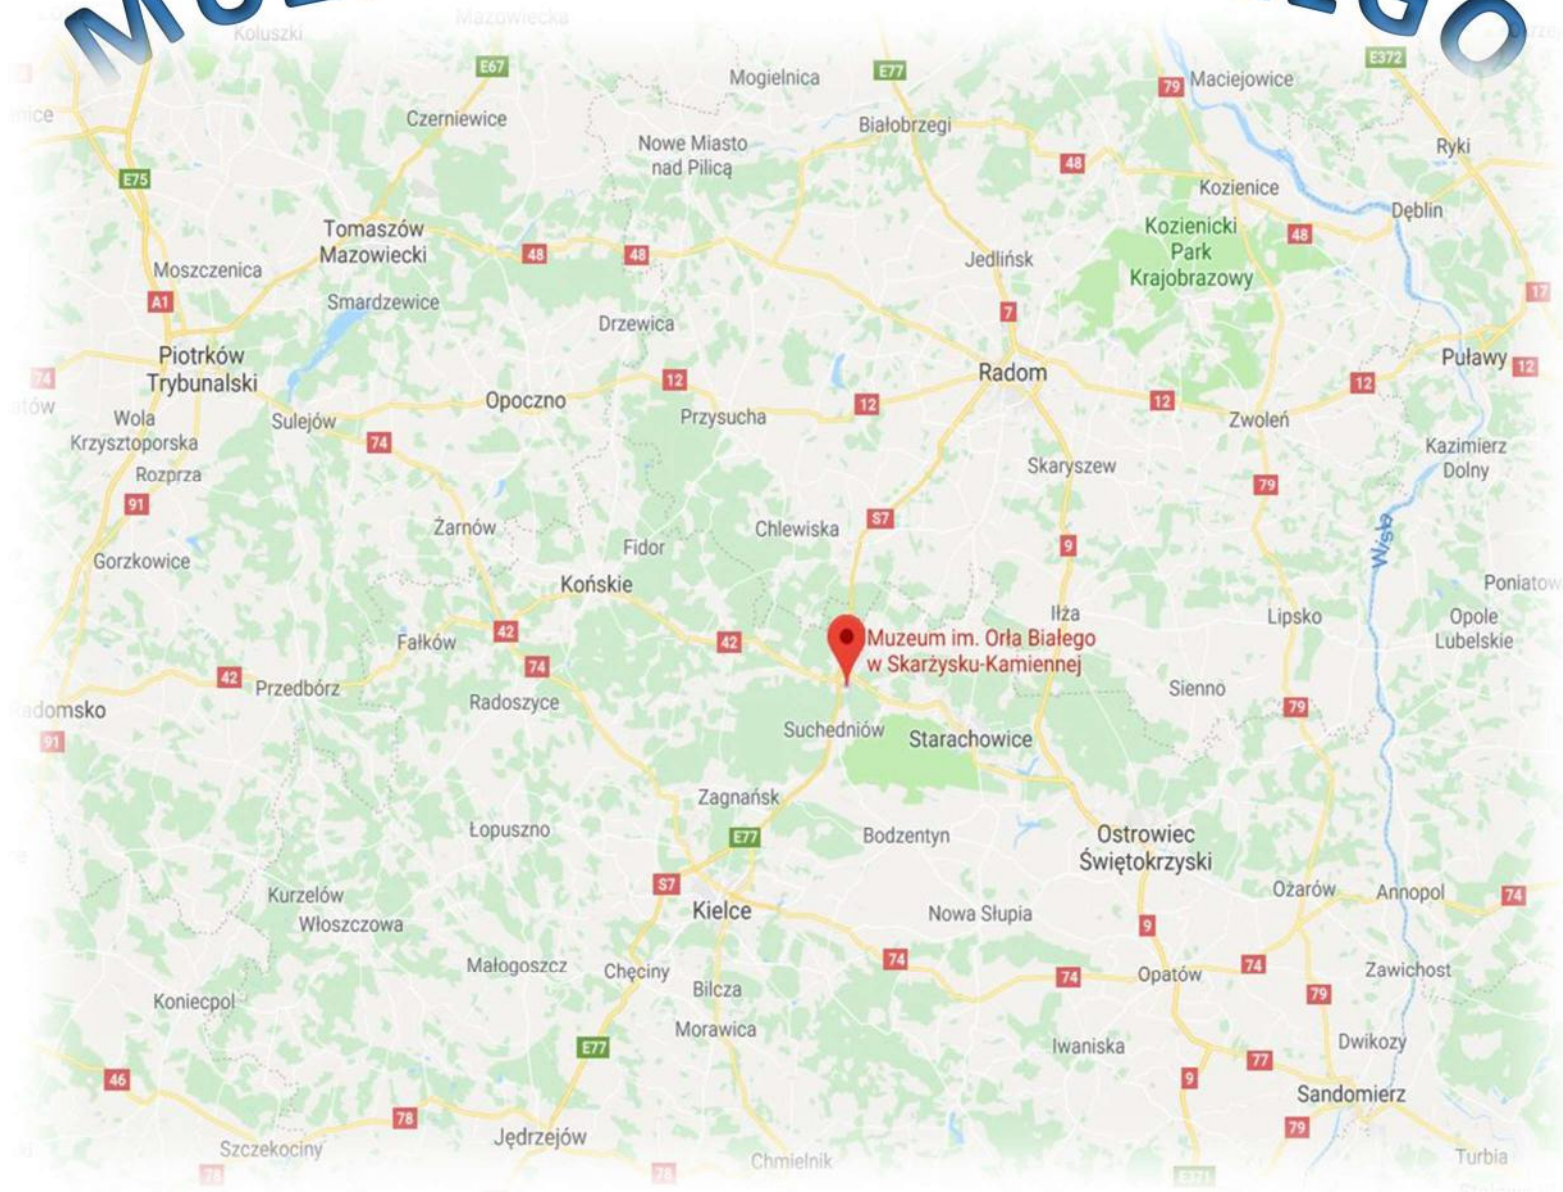 Mazowiecka
Koluszki
E67
Mogielnica
E77
79
Maciejowice
E372
Czerniewice
Białobrzegi
Nowe Miasto
nad Pilicą
48
Ryki
E75
Kozienice
Dęblin
Tomaszów
Mazowiecki
48
48
Kozienicki
Park
Krajobrazowy
48
Moszczenica
Jedlińsk
A1
Smardzewice
7
17
Drzewica
Piotrków
Trybunalski
Puławy
74
12
Radom
12
12
Opoczno
12
12
Przysucha
Wola
Krzysztoporska
Sulejów
Zwoleń
74
Kazimierz
Dolny
Rozprza
Skaryszew
79
91
S7
Żarnów
Chlewiska
Wisła
Fidor
9
Gorzkowice
Końskie
Iłża
Lipsko
Opole
Lubelskie
Fałków
42
42
Muzeum im. Orła Białego
w Skarżysku-Kamiennej
74
42
Przedbórz
Sienno
Radoszyce
79
91
Suchedniów
Starachowice
Zagnańsk
Łopuszno
E77
Bodzentyn
Ostrowiec
Świętokrzyski
S7
Kurzelów
Ożarów
Annopol
74
Kielce
Nowa Słupia
Włoszczowa
9
74
Małogoszcz
Chęciny
74
Opatów
74
Zawichost
Koniecpol
Bilcza
79
Morawica
E77
Iwaniska
Dwikozy
77
46
9
Sandomierz
78
79
Jędrzejów
Szczekociny
Chmielnik
Turbia
78
78
E371